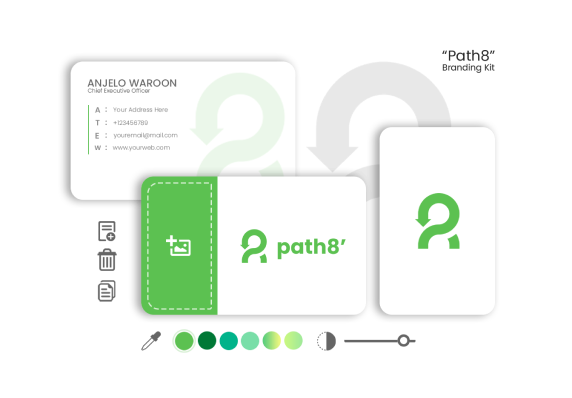 “Path8”
Branding Kit
ANJELO WAROON
Chief Executive Officer
A : Your Address Here
T : +123456789
E : youremail@mail.com
W : www.yourweb.com
path8’